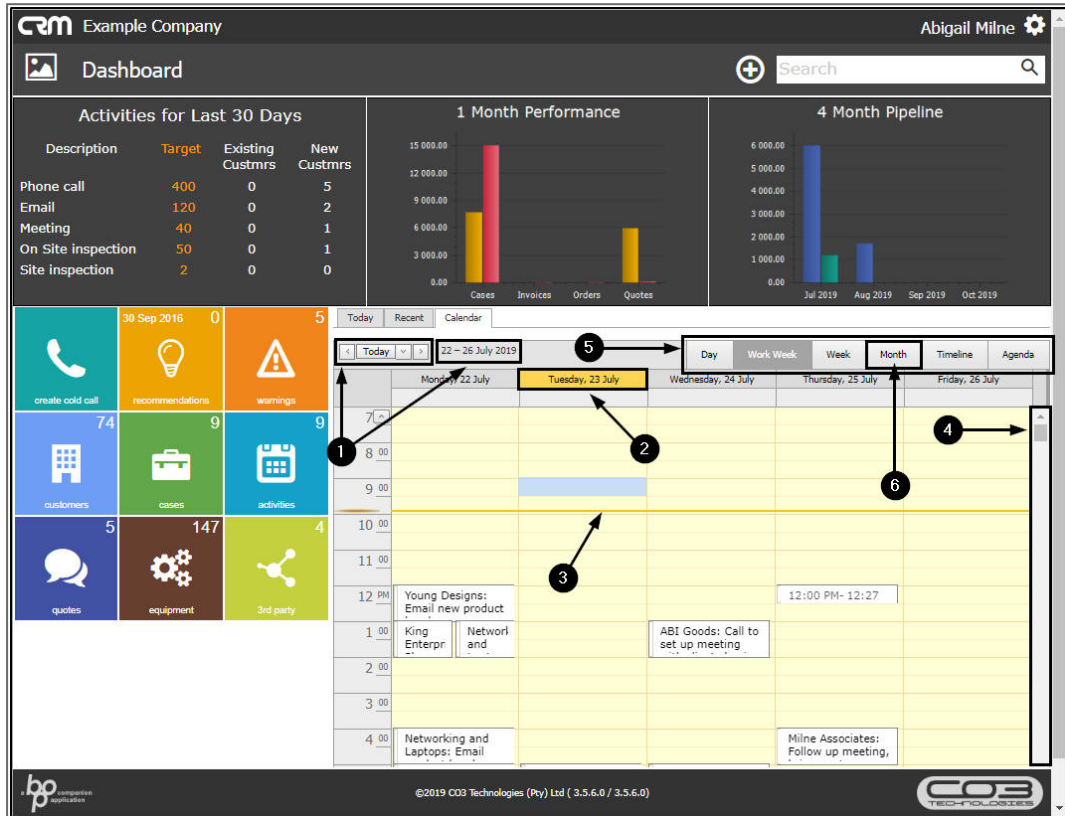 CRM Example Company
Abigail Milne
Dashboard
Search
Activities for Last 30 Days
Description Target Existing Custmrs New Custmrs
Phone call 400 0 5
Email 120 0 2
Meeting 40 0 1
On Site inspection 50 0 1
Site inspection 2 0 0
1 Month Performance
15 000.00
12 000.00
9 000.00
6 000.00
3 000.00
0.00
Cases Invoices Orders Quotes
4 Month Pipeline
6 000.00
5 000.00
4 000.00
3 000.00
2 000.00
1 000.00
0.00
Jul 2019 Aug 2019 Sep 2019 Oct 2019
create cold call
30 Sep 2016 0
recommendations
5
warnings
74
customers
9
cases
9
activities
5
quotes
147
equipment
4
3rd party
Today Recent Calendar
Today
22 – 26 July 2019
5
Day Work Week Week Month Timeline Agenda
Monday, 22 July Tuesday, 23 July Wednesday, 24 July Thursday, 25 July Friday, 26 July
1
2
3
4
6
7
8 00
9 00
10 00
11 00
12 PM
1 00
2 00
3 00
4 00
Young Designs:
Email new product
King
Enterpr
Network
and
ABI Goods: Call to
set up meeting
12:00 PM- 12:27
Networking and
Laptops: Email
Milne Associates:
Follow up meeting,
a bpo companion
application
©2019 CO3 Technologies (Pty) Ltd ( 3.5.6.0 / 3.5.6.0)
CO3
TECHNOLOGIES